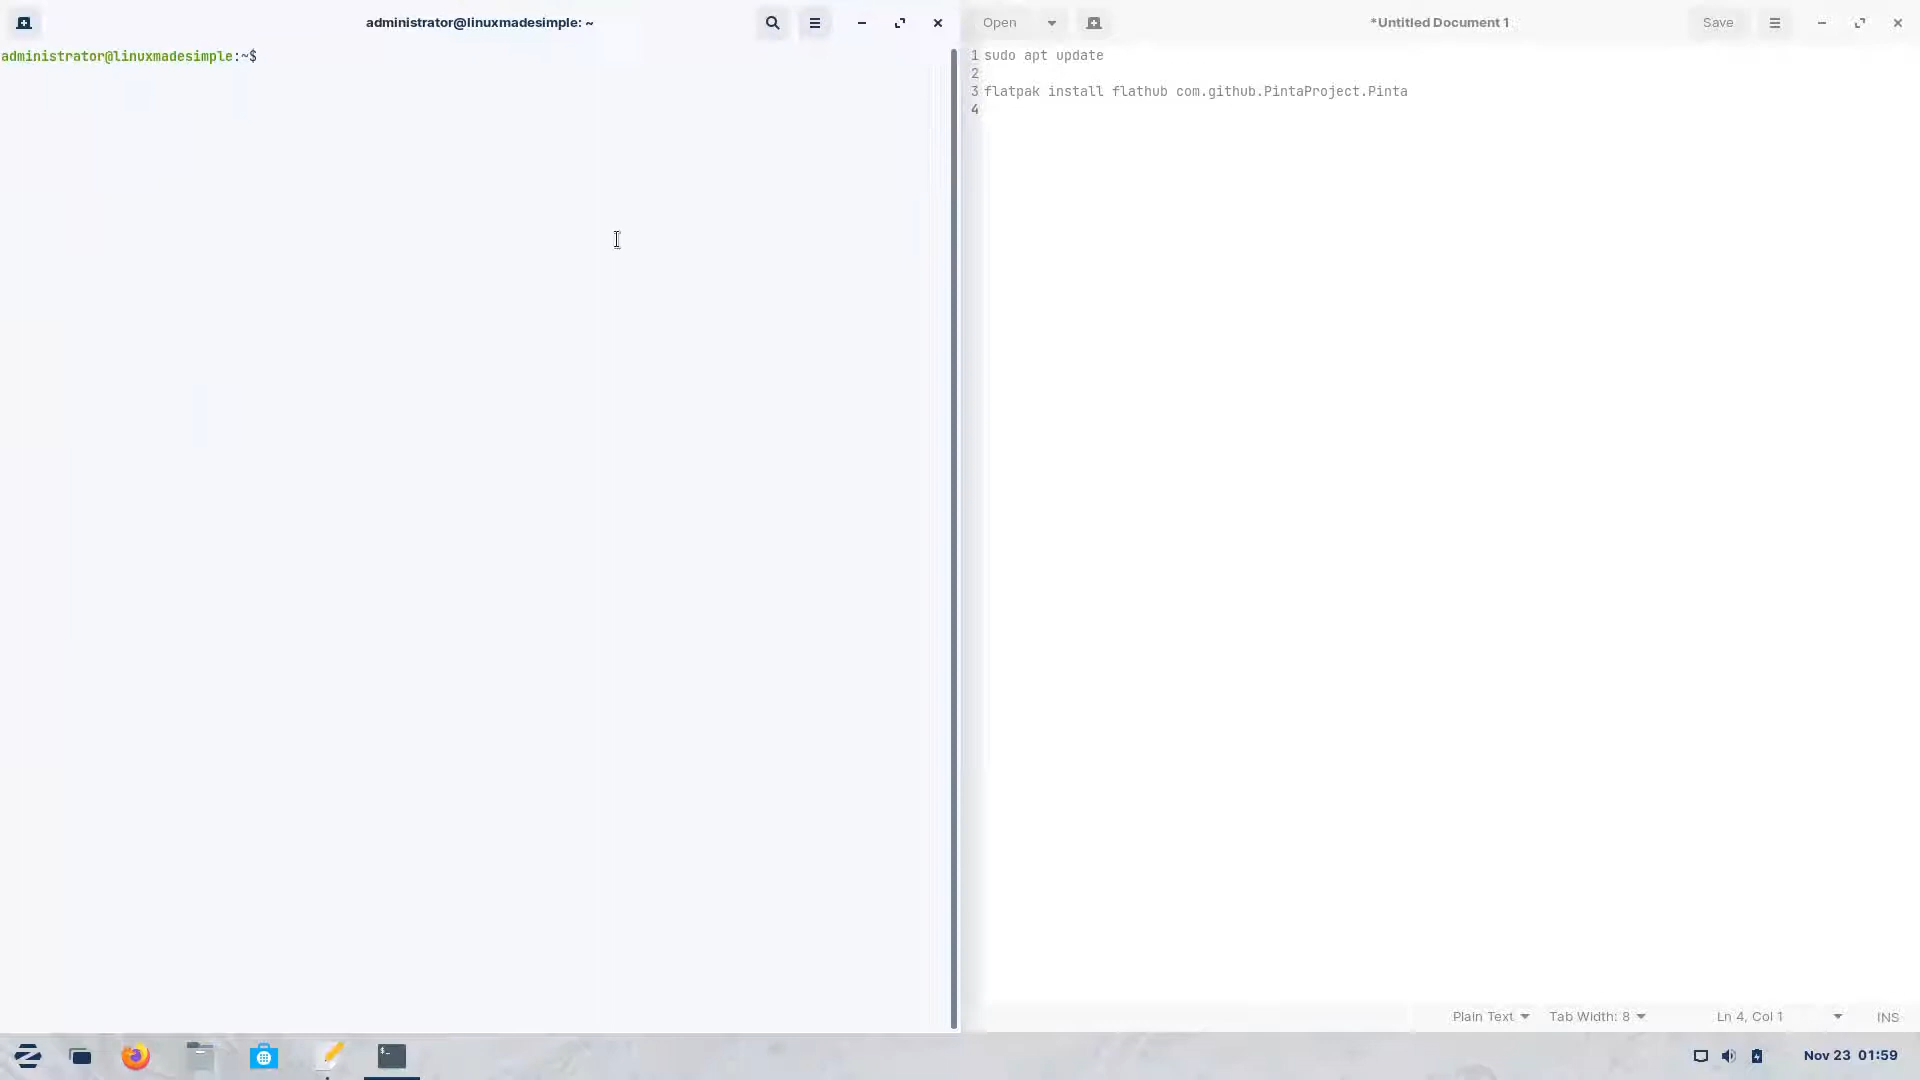 administrator@linuxmadesimple: ~
administrator@linuxmadesimple:~$
Open
*Untitled Document 1
Save
1 sudo apt update
2
3 flatpak install flathub com.github.PintaProject.Pinta
4
Plain Text
Tab Width: 8
Ln 4, Col 1
INS
Nov 23 01:59